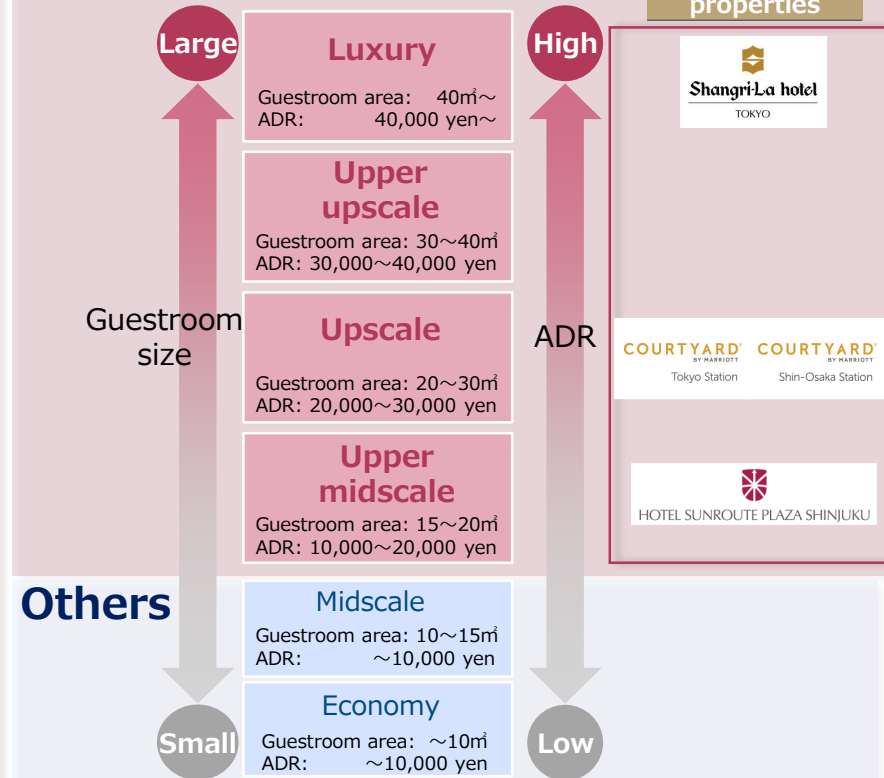 properties
Large
Luxury
Guestroom area: 40㎡～
ADR: 40,000 yen～
High
Shangri-La hotel
TOKYO
Upper
upscale
Guestroom area: 30～40㎡
ADR: 30,000～40,000 yen
Guestroom
size
Upscale
Guestroom area: 20～30㎡
ADR: 20,000～30,000 yen
ADR
COURTYARD®
BY MARRIOTT
Tokyo Station
COURTYARD®
BY MARRIOTT
Shin-Osaka Station
Upper
midscale
Guestroom area: 15～20㎡
ADR: 10,000～20,000 yen
HOTEL SUNROUTE PLAZA SHINJUKU
Others
Midscale
Guestroom area: 10～15㎡
ADR: ～10,000 yen
Small
Economy
Guestroom area: ～10㎡
ADR: ～10,000 yen
Low